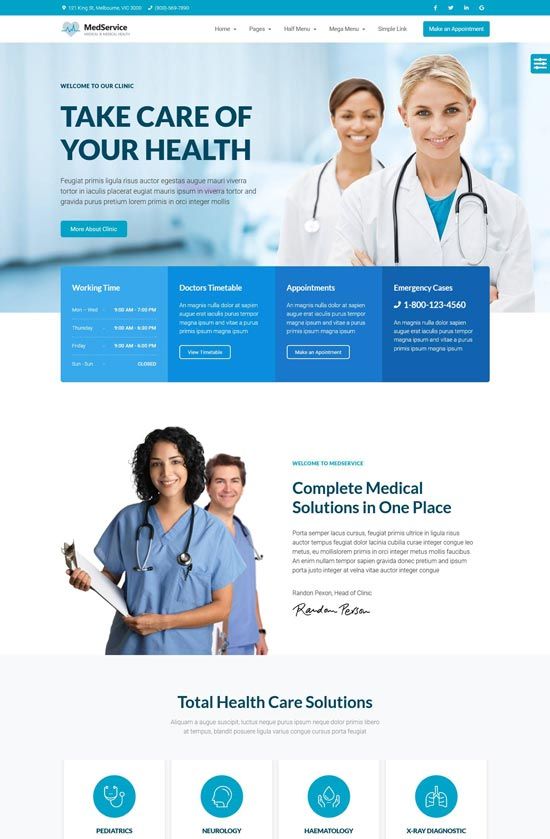 121 King St, Melbourne, VIC 3000 (800)-569-7890
MedService
MEDICAL & MEDICAL HEALTH
Home Pages Half Menu Mega Menu Simple Link Make an Appointment
WELCOME TO OUR CLINIC
TAKE CARE OF
YOUR HEALTH
Feugiat primis ligula risus auctor egestas augue mauri viverra
tortor in iaculis placerat eugiat mauris ipsum in viverra tortor and
gravida purus pretium lorem primis in orci integer mollis
More About Clinic
Working Time
Mon – Wed - 9:00 AM - 7:00 PM
Thursday - 9:00 AM - 6:30 PM
Friday - 9:00 AM - 6:00 PM
Sun - Sun - CLOSED
Doctors Timetable
An magnis nulla dolor at sapien
augue erat iaculis purus tempor
magna ipsum and vitae a purus
primis ipsum magna ipsum
View Timetable
Appointments
An magnis nulla dolor at sapien
augue erat iaculis purus tempor
magna ipsum and vitae a purus
primis ipsum magna ipsum
Make an Apointment
Emergency Cases
1-800-123-4560
An magnis nulla dolor sapien
augue erat iaculis purus tempor
magna ipsum and vitae a purus
primis ipsum magna ipsum
WELCOME TO MEDSERVICE
Complete Medical
Solutions in One Place
Porta semper lacus cursus, feugiat primis ultrice in ligula risus
auctor tempus feugiat dolor lacinia cubilia curae integer congue leo
metus, eu mollislorem primis in orci integer metus mollis faucibus.
An enim nullam tempor sapien gravida donec pretium and ipsum
porta justo integer at velna vitae auctor integer congue
Randon Pexon, Head of Clinic
Randon Person
Total Health Care Solutions
Aliquam a augue suscipit, luctus neque purus ipsum neque dolor primis libero
at tempus, blandit posuere ligula varius congue cursus porta feugiat
PEDIATRICS NEUROLOGY HAEMATOLOGY X-RAY DIAGNOSTIC